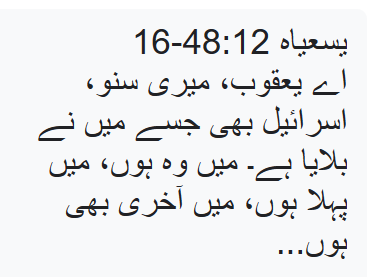 یسعیاہ 48:12-16
اے یعقوب، میری سنو،
اسرائیل بھی جسے میں نے
بلایا ہے۔ میں وہ ہوں، میں
پہلا ہوں، میں آخری بھی
ہوں...